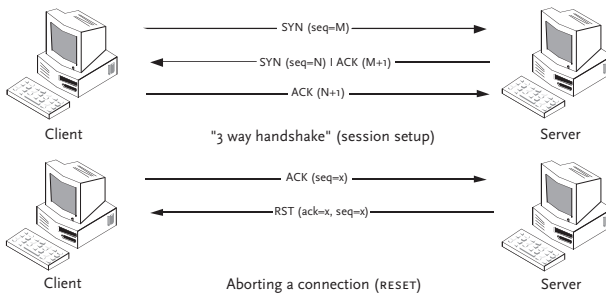 SYN (seq=M)
SYN (seq=N) | ACK (M+1)
ACK (N+1)
Client "3 way handshake" (session setup) Server
ACK (seq=x)
RST (ack=x, seq=x)
Client Aborting a connection (RESET) Server